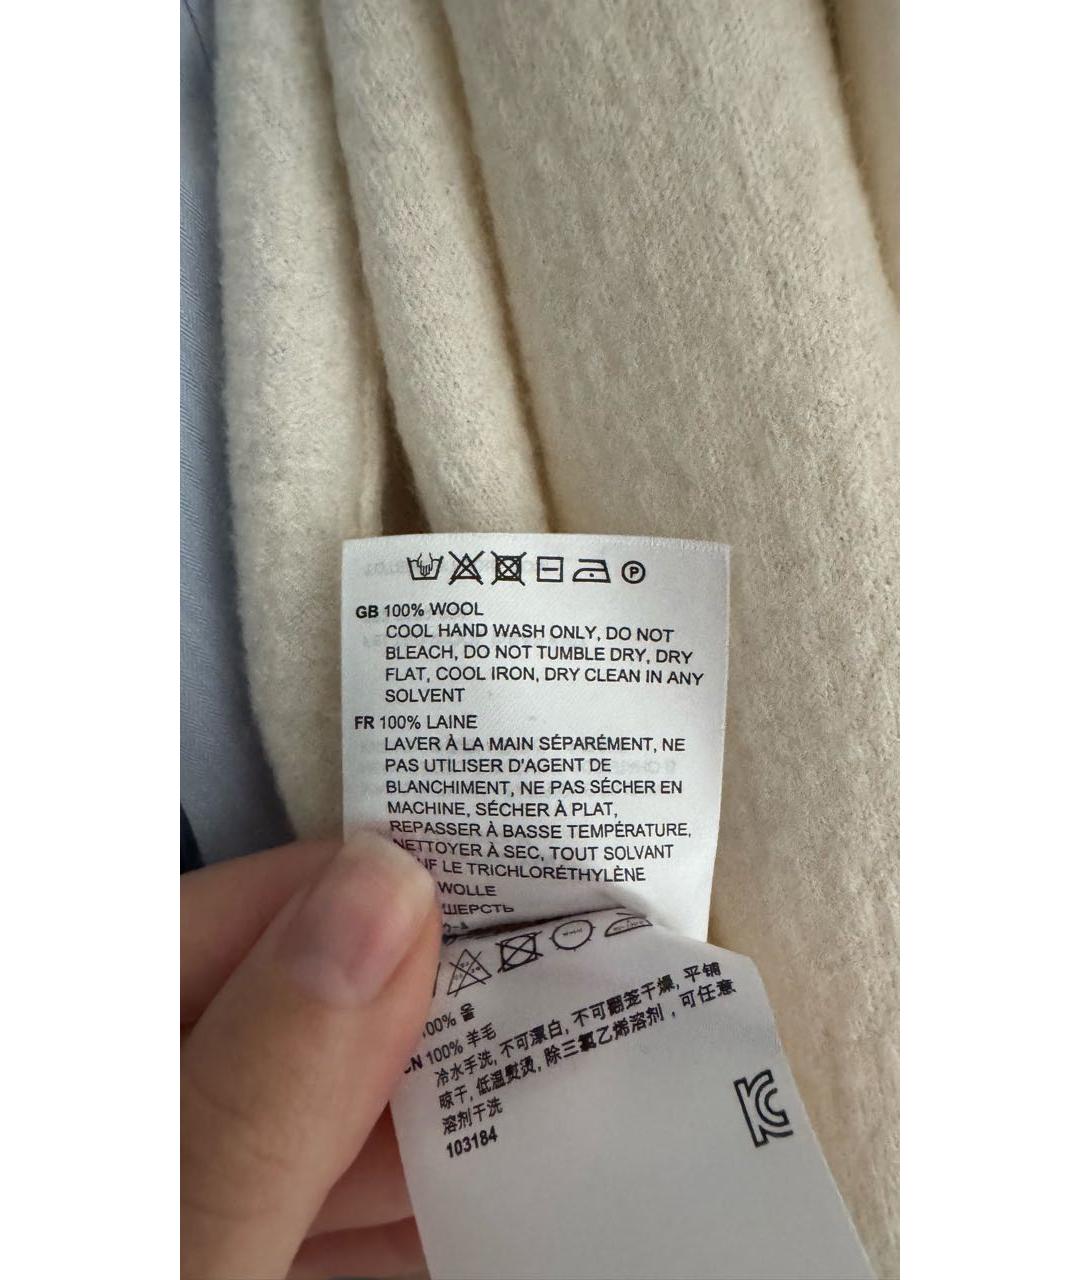 P
GB 100% WOOL
COOL HAND WASH ONLY, DO NOT
BLEACH, DO NOT TUMBLE DRY, DRY
FLAT, COOL IRON, DRY CLEAN IN ANY
SOLVENT
FR 100% LAINE
LAVER À LA MAIN SÉPARÉMENT, NE
PAS UTILISER D'AGENT DE
BLANCHIMENT, NE PAS SÉCHER EN
MACHINE, SÉCHER À PLAT,
REPASSER À BASSE TEMPÉRATURE,
NETTOYER À SEC, TOUT SOLVANT
LE TRICHLORÉTHYLÈNE
WOLLE
ШЕРСТЬ
100% 울
CN 100% 羊毛
冷水手洗, 不可漂白, 不可翻笼干燥, 平铺
晾干, 低温熨烫, 除三氯乙烯溶剂, 可任意
溶剂干洗
103184